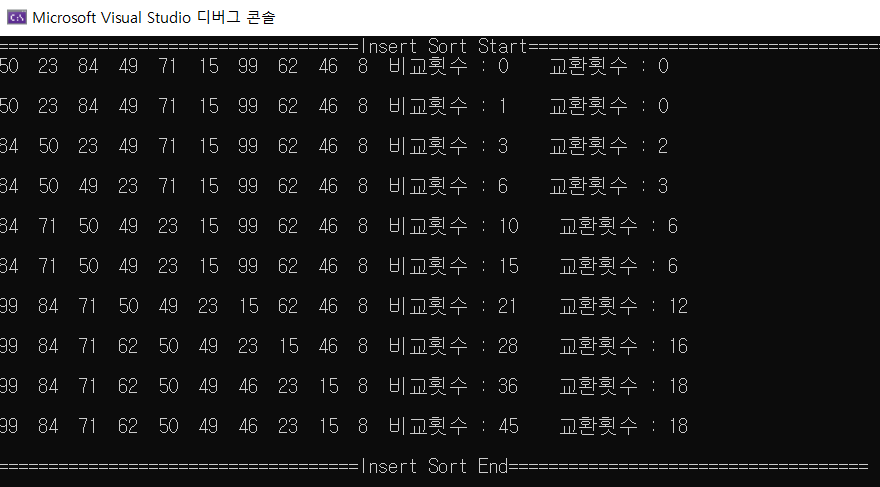 Microsoft Visual Studio 디버그 콘솔
====================================Insert Sort Start====================================
50 23 84 49 71 15 99 62 46 8 비교횟수 : 0 교환횟수 : 0
50 23 84 49 71 15 99 62 46 8 비교횟수 : 1 교환횟수 : 0
84 50 23 49 71 15 99 62 46 8 비교횟수 : 3 교환횟수 : 2
84 50 49 23 71 15 99 62 46 8 비교횟수 : 6 교환횟수 : 3
84 71 50 49 23 15 99 62 46 8 비교횟수 : 10 교환횟수 : 6
84 71 50 49 23 15 99 62 46 8 비교횟수 : 15 교환횟수 : 6
99 84 71 50 49 23 15 62 46 8 비교횟수 : 21 교환횟수 : 12
99 84 71 62 50 49 23 15 46 8 비교횟수 : 28 교환횟수 : 16
99 84 71 62 50 49 46 23 15 8 비교횟수 : 36 교환횟수 : 18
99 84 71 62 50 49 46 23 15 8 비교횟수 : 45 교환횟수 : 18
====================================Insert Sort End====================================